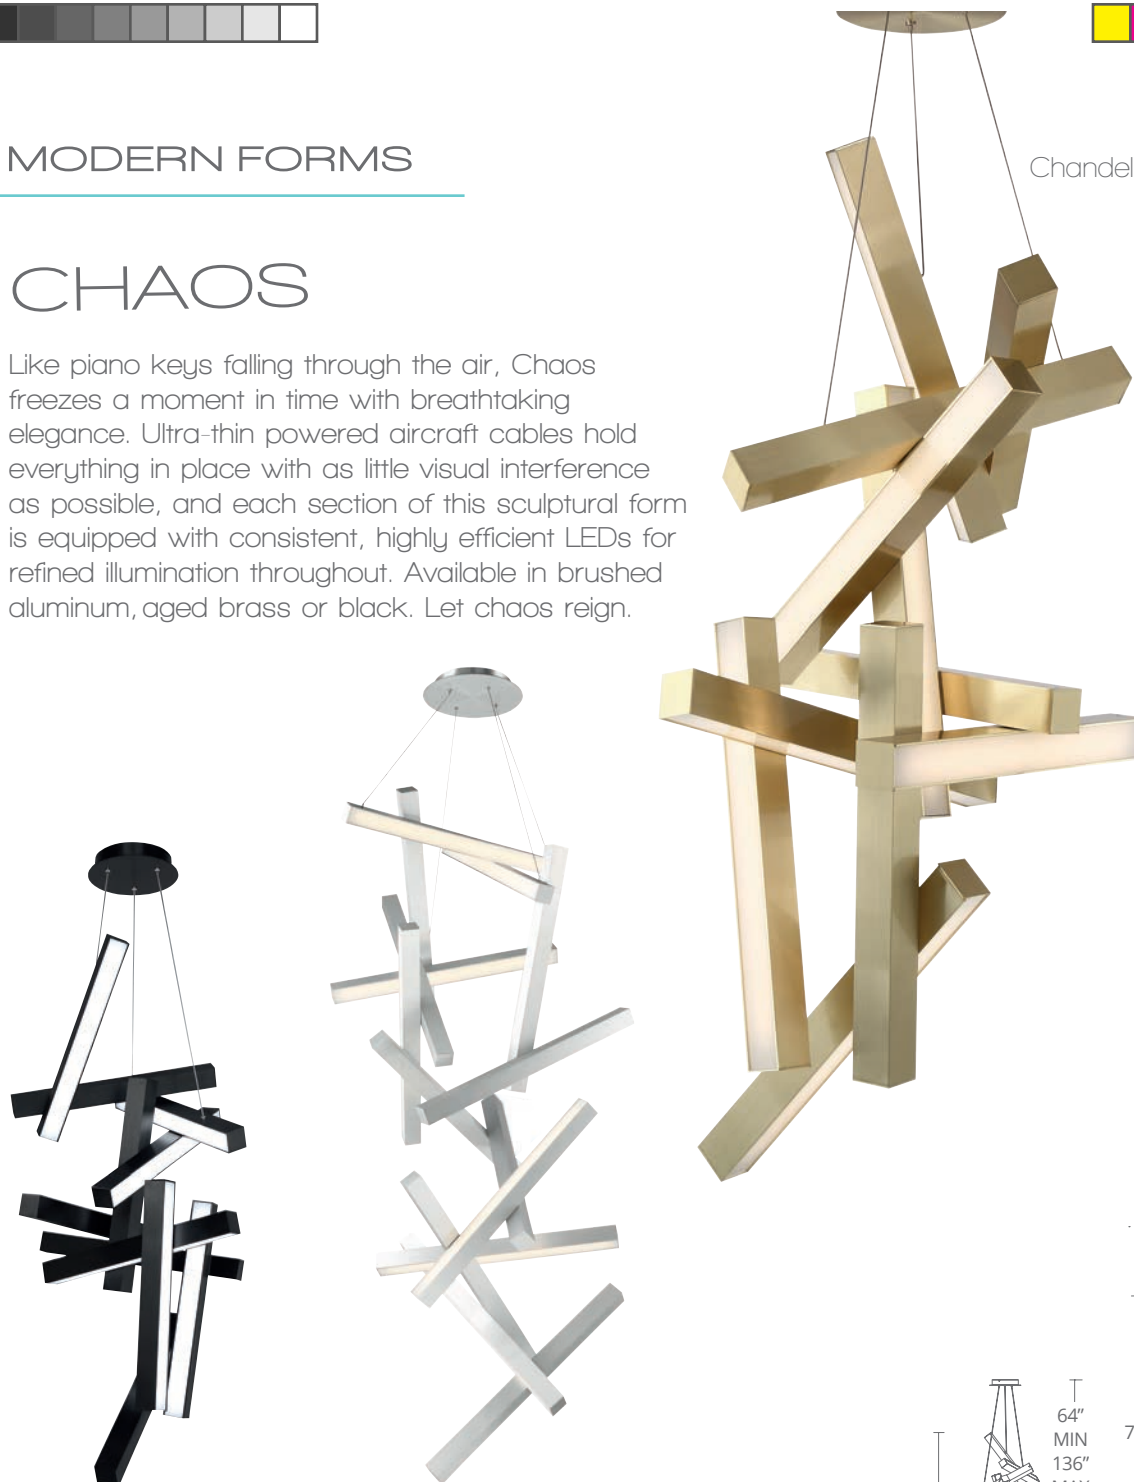 MODERN FORMS
Chandel
CHAOS
Like piano keys falling through the air, Chaos
freezes a moment in time with breathtaking
elegance. Ultra-thin powered aircraft cables hold
everything in place with as little visual interference
as possible, and each section of this sculptural form
is equipped with consistent, highly efficient LEDs for
refined illumination throughout. Available in brushed
aluminum, aged brass or black. Let chaos reign.
64”
MIN
136”
7